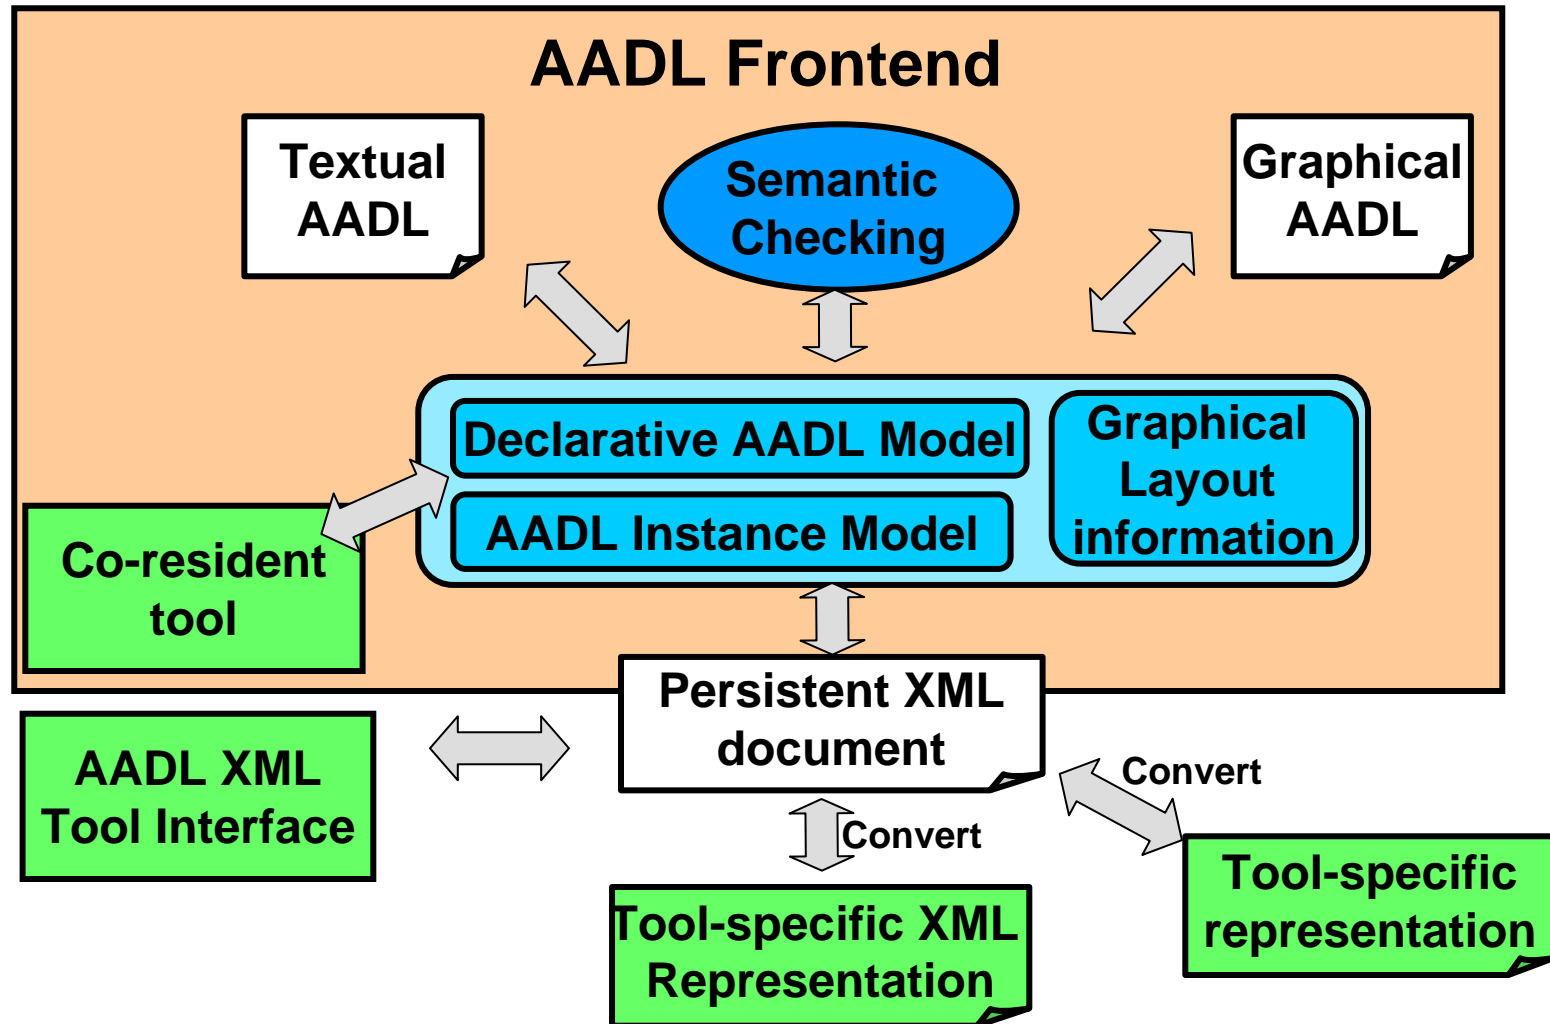 AADL Frontend
Textual
AADL
Semantic
Checking
Graphical
AADL
Declarative AADL Model
AADL Instance Model
Graphical
Layout
information
Co-resident
tool
Persistent XML
document
AADL XML
Tool Interface
Convert
Convert
Tool-specific XML
Representation
Tool-specific
representation